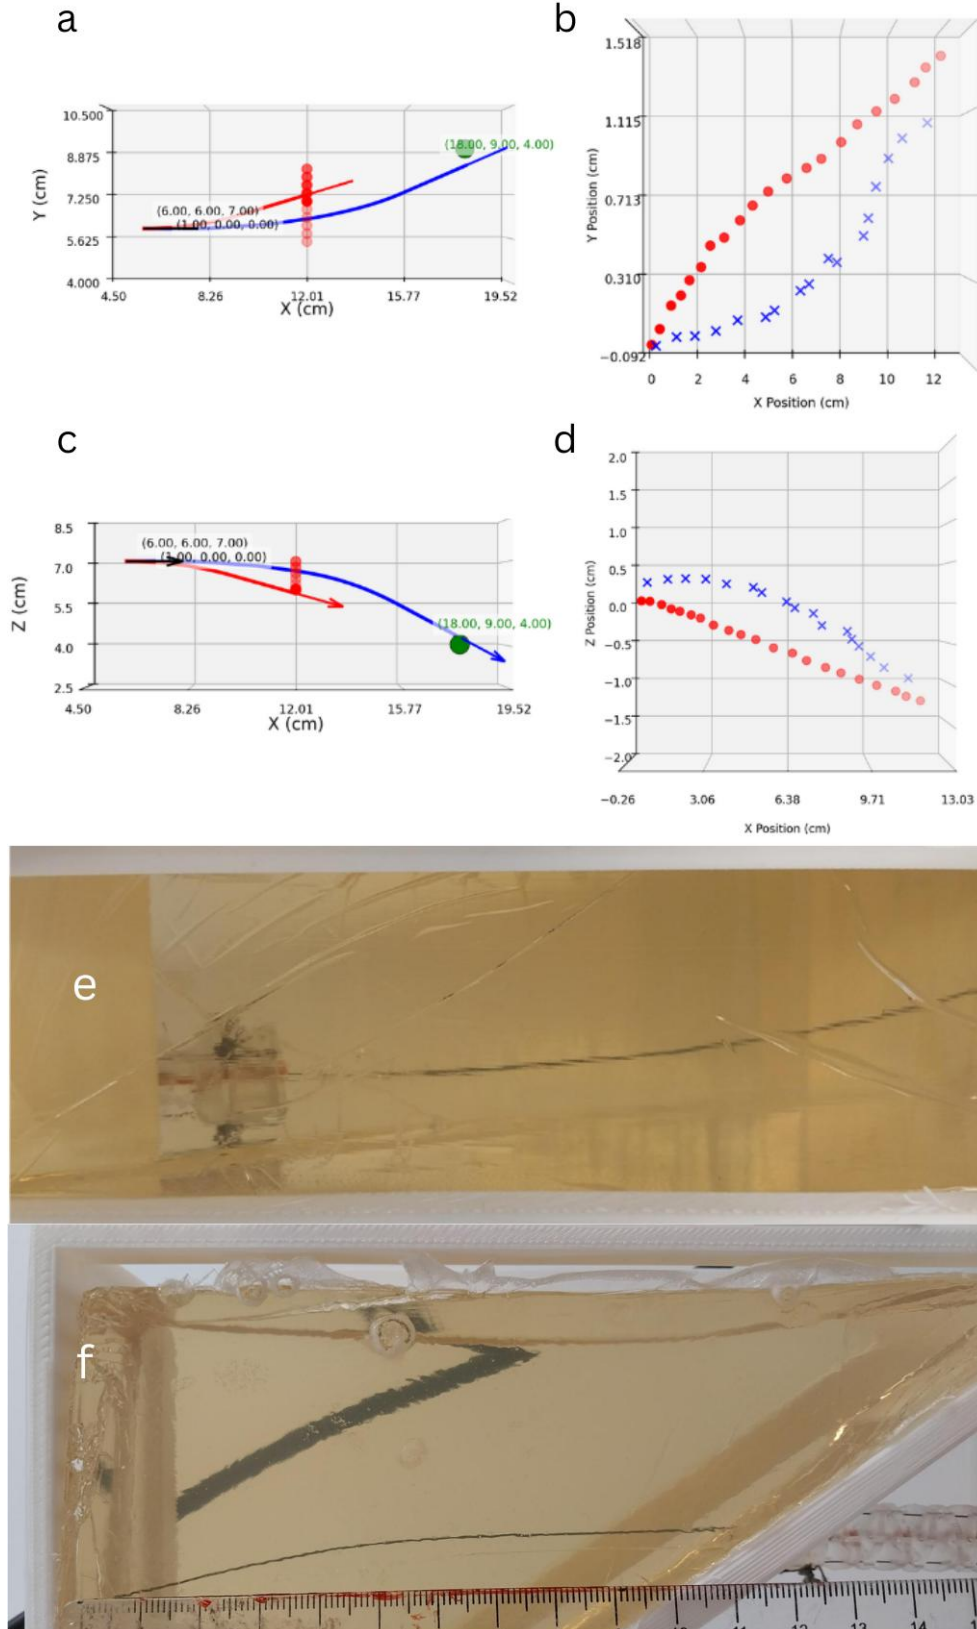 a
10.500
8.875
7.250
5.625
4.000
Y (cm)
(18.00, 9.00, 4.00)
(6.00, 6.00, 7.00)
(1.00, 0.00, 0.00)
4.50 8.26 12.01 15.77 19.52
X (cm)
b
1.518
1.115
0.713
0.310
−0.092
Y Position (cm)
0 2 4 6 8 10 12
X Position (cm)
c
8.5
7.0
5.5
4.0
2.5
Z (cm)
(6.00, 6.00, 7.00)
(1.00, 0.00, 0.00)
(18.00, 9.00, 4.00)
4.50 8.26 12.01 15.77 19.52
X (cm)
d
2.0
1.5
1.0
0.5
0.0
−0.5
−1.0
−1.5
−2.0
Z Position (cm)
−0.26 3.06 6.38 9.71 13.03
X Position (cm)
e
f
11 12 13 14